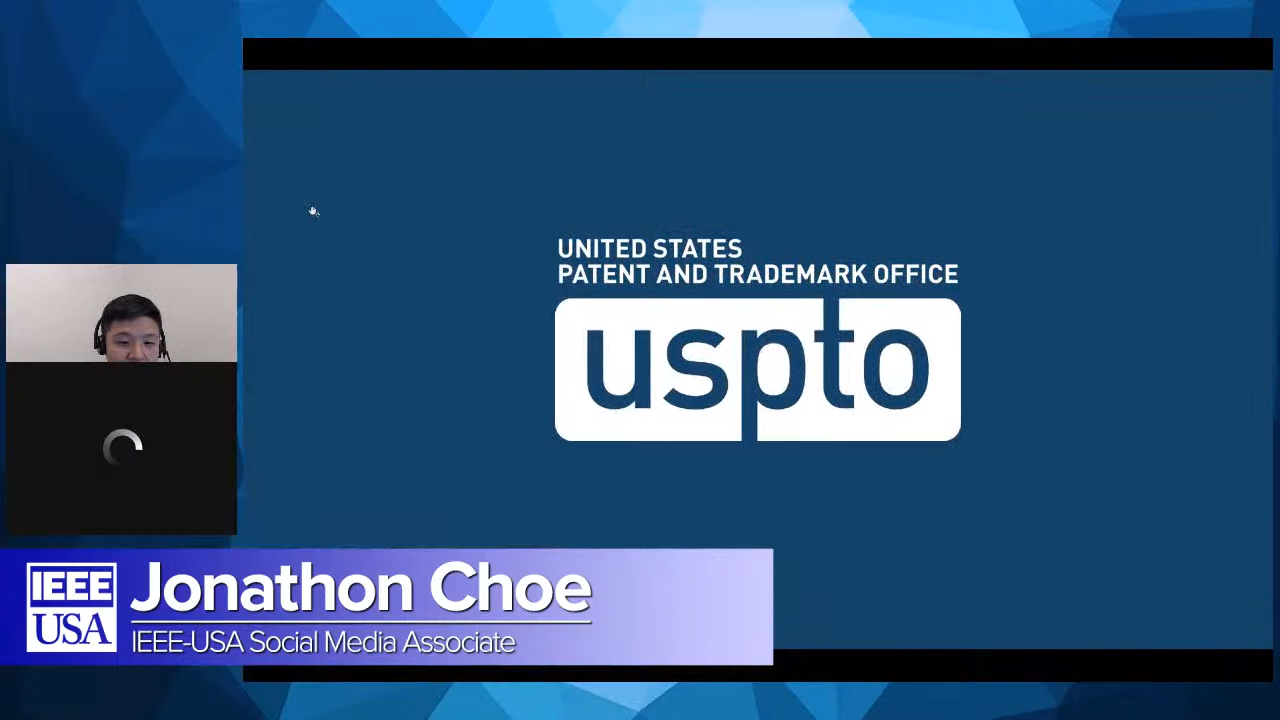 UNITED STATES
PATENT AND TRADEMARK OFFICE
uspto
IEEE
USA
Jonathon Choe
IEEE-USA Social Media Associate